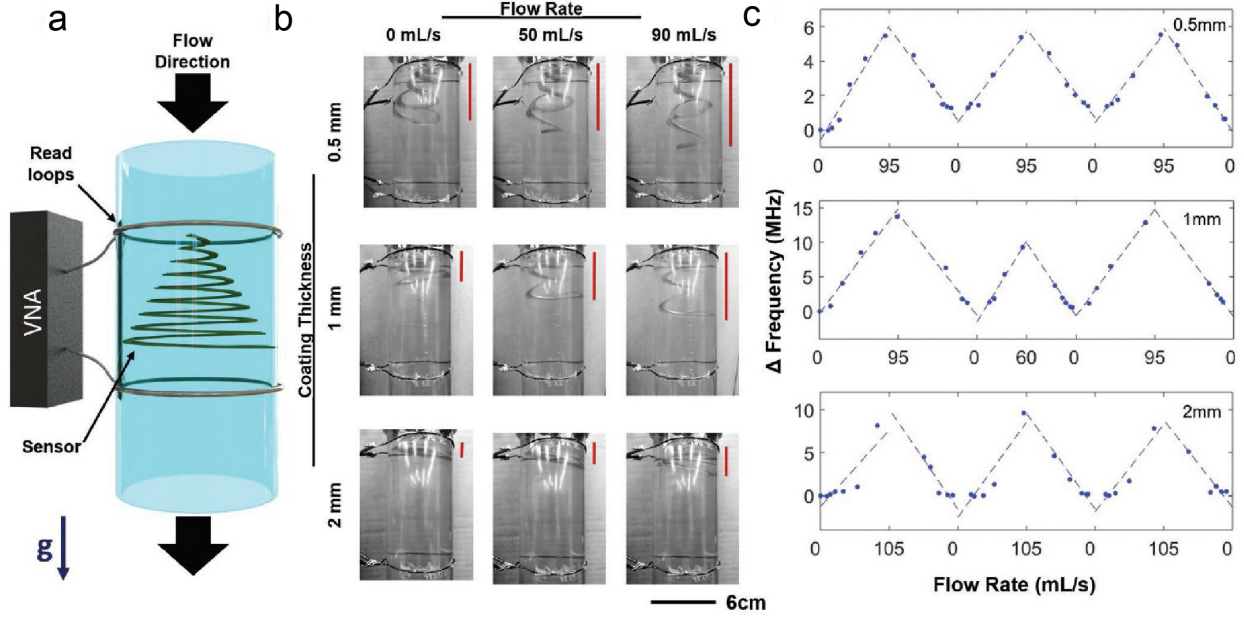 a
Flow
Direction
Read
loops
VNA
Sensor
g
b
Flow Rate
0 mL/s
50 mL/s
90 mL/s
Coating Thickness
0.5 mm
1 mm
2 mm
6cm
c
Δ Frequency (MHz)
0.5mm
6
4
2
0
0
95
0
95
0
95
0
1mm
15
10
5
0
0
95
0
60
0
95
0
2mm
10
5
0
0
105
0
105
0
105
0
Flow Rate (mL/s)